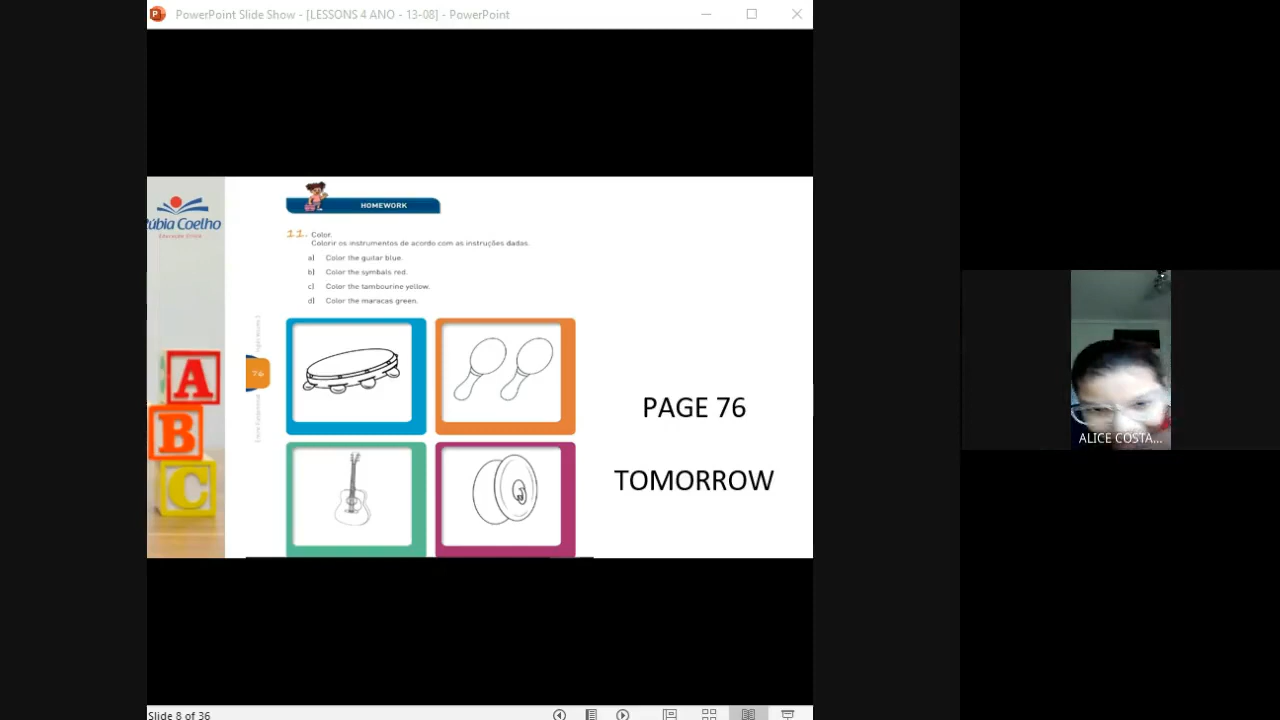 PowerPoint Slide Show - [LESSONS 4 ANO - 13-08] - PowerPoint
úbia Coelho
HOMEWORK
11. Color.
Colorir os instrumentos de acordo com as instruções dadas.
a) Color the guitar blue.
b) Color the symbals red.
c) Color the tambourine yellow.
d) Color the maracas green.
76
A
B
C
PAGE 76
TOMORROW
ALICE COSTA...
Slide 8 of 36